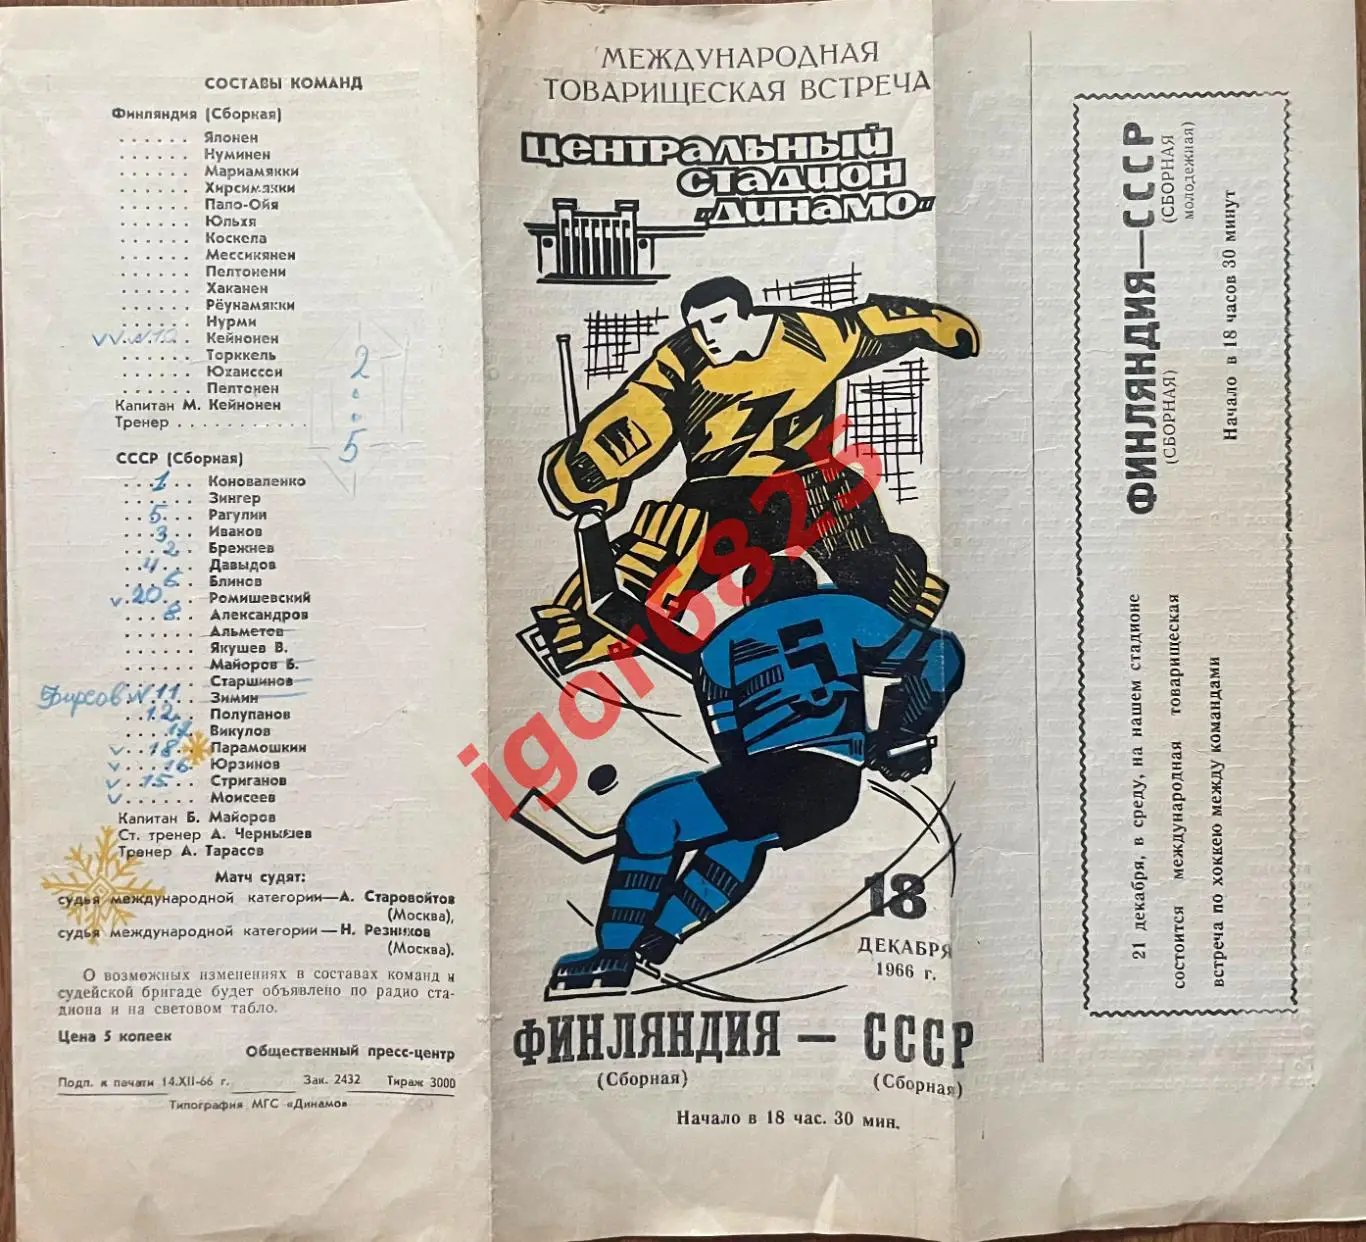 СОСТАВЫ КОМАНД
Финляндия (Сборная)
Ялонен
Нуминен
Мариамякки
Хирсимякки
Пало-Ойя
Юльхя
Коскела
Мессикянен
Пелтонени
Хаканен
Рёунамякки
Нурми
VV. N 12. Кейнонен
Торккель
Юханссон
Пелтонен
Капитан М. Кейнонен
Тренер
2
:
5
СССР (Сборная)
1 Коноваленко
Зингер
5 Рагулин
3 Иванов
2 Брежнев
4 Давыдов
6 Блинов
v 20 Ромишевский
8 Александров
Альметов
Якушев В.
Майоров Б.
Старшинов
Фирсов N 11 Зимин
12 Полупанов
17 Викулов
v 18 Парамошкин
v 16 Юрзинов
v 15 Стриганов
v Моисеев
Капитан Б. Майоров
Ст. тренер А. Чернышев
Тренер А. Тарасов
Матч судят:
судья международной категории—А. Старовойтов
(Москва),
судья международной категории—Н. Резников
(Москва).
О возможных изменениях в составах команд и
судейской бригаде будет объявлено по радио ста-
диона и на световом табло.
Цена 5 копеек
Общественный пресс-центр
Подп. к печати 14.XII-66 г. Зак. 2432 Тираж 3000
Типография МГС «Динамо»
МЕЖДУНАРОДНАЯ
ТОВАРИЩЕСКАЯ ВСТРЕЧА
ЦЕНТРАЛЬНЫЙ
СТАДИОН
„ДИНАМО"
5
18
ДЕКАБРЯ
1966 г.
ФИНЛЯНДИЯ — СССР
(Сборная) (Сборная)
Начало в 18 час. 30 мин.
igor6825
21 декабря, в среду, на нашем стадионе
состоится международная товарищеская
встреча по хоккею между командами
ФИНЛЯНДИЯ—СССР
(СБОРНАЯ) (СБОРНАЯ
молодежная)
Начало в 18 часов 30 минут